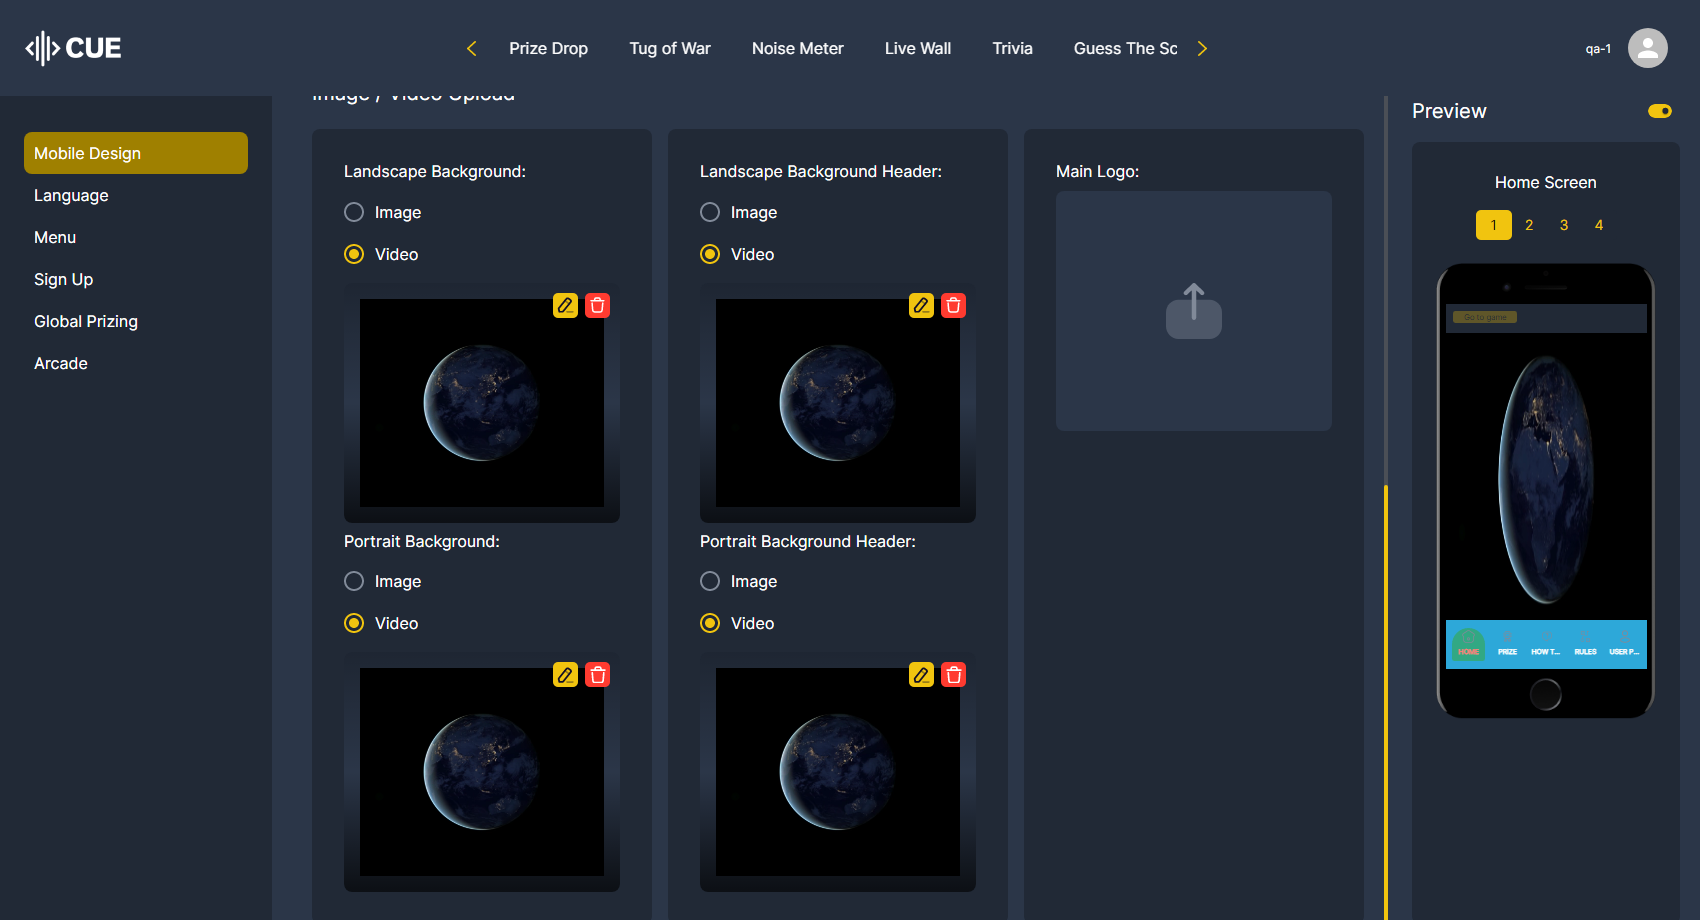 CUE
Prize Drop
Tug of War
Noise Meter
Live Wall
Trivia
Guess The Sc
qa-1
Mobile Design
Language
Menu
Sign Up
Global Prizing
Arcade
Image / Video Upload
Landscape Background:
Image
Video
Portrait Background:
Image
Video
Landscape Background Header:
Image
Video
Portrait Background Header:
Image
Video
Main Logo:
Preview
Home Screen
1 2 3 4
Go to game
HOME PRIZE HOW T... RULES USER P...